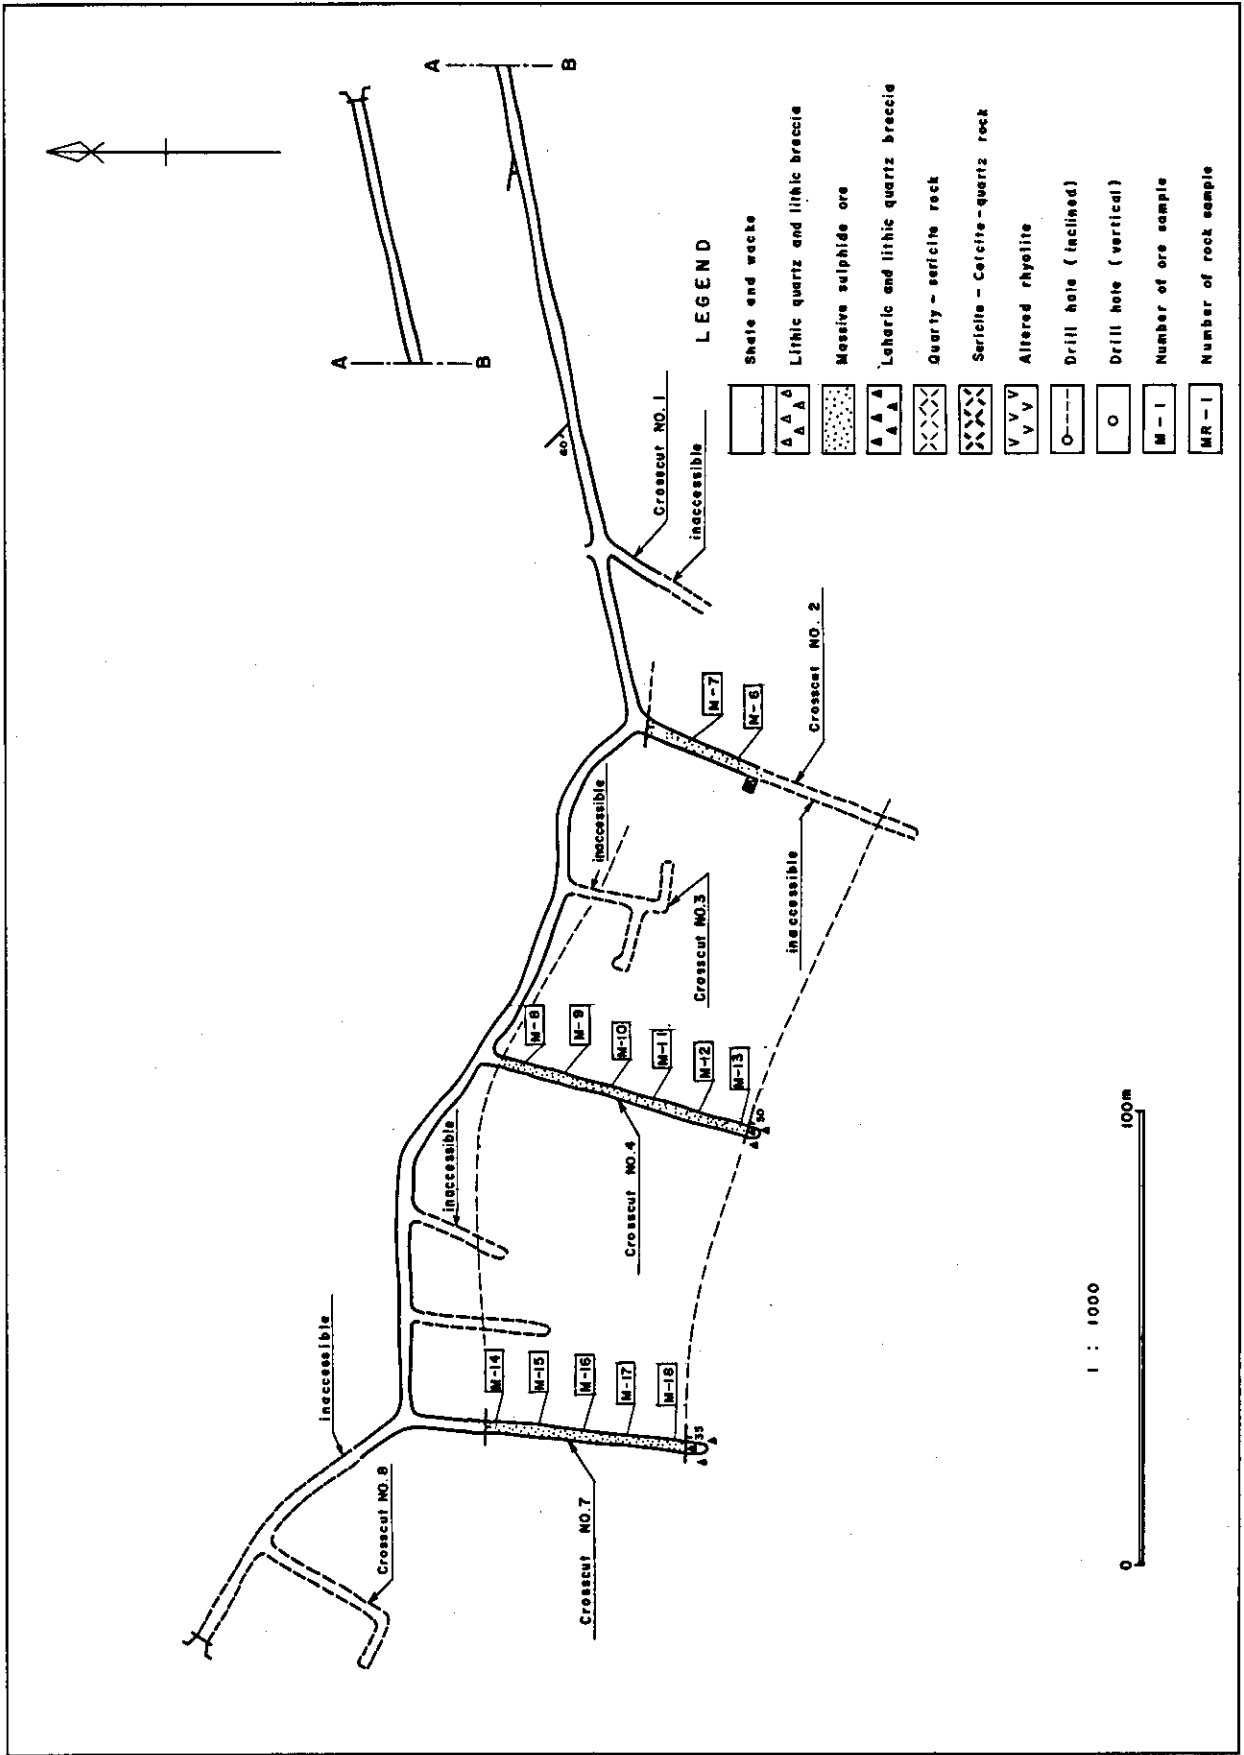 A
B
A
B
60°
Crosscut NO. 1
inaccessible
M-7
M-6
Crosscut NO. 2
inaccessible
inaccessible
Crosscut NO.3
M-8
M-9
M-10
M-11
M-12
M-13
50
Crosscut NO.4
inaccessible
M-14
M-15
M-16
M-17
M-18
35
Crosscut NO.7
inaccessible
Crosscut NO.8
LEGEND
Shale and wacke
Lithic quartz and lithic breccia
Massive sulphide ore
Laharic and lithic quartz breccia
Quarty - sericite rock
Sericite - Calcite - quartz rock
Altered rhyolite
Drill hole ( inclined)
Drill hole ( vertical)
M - I Number of ore sample
MR - I Number of rock sample
0 100m
1 : 1000